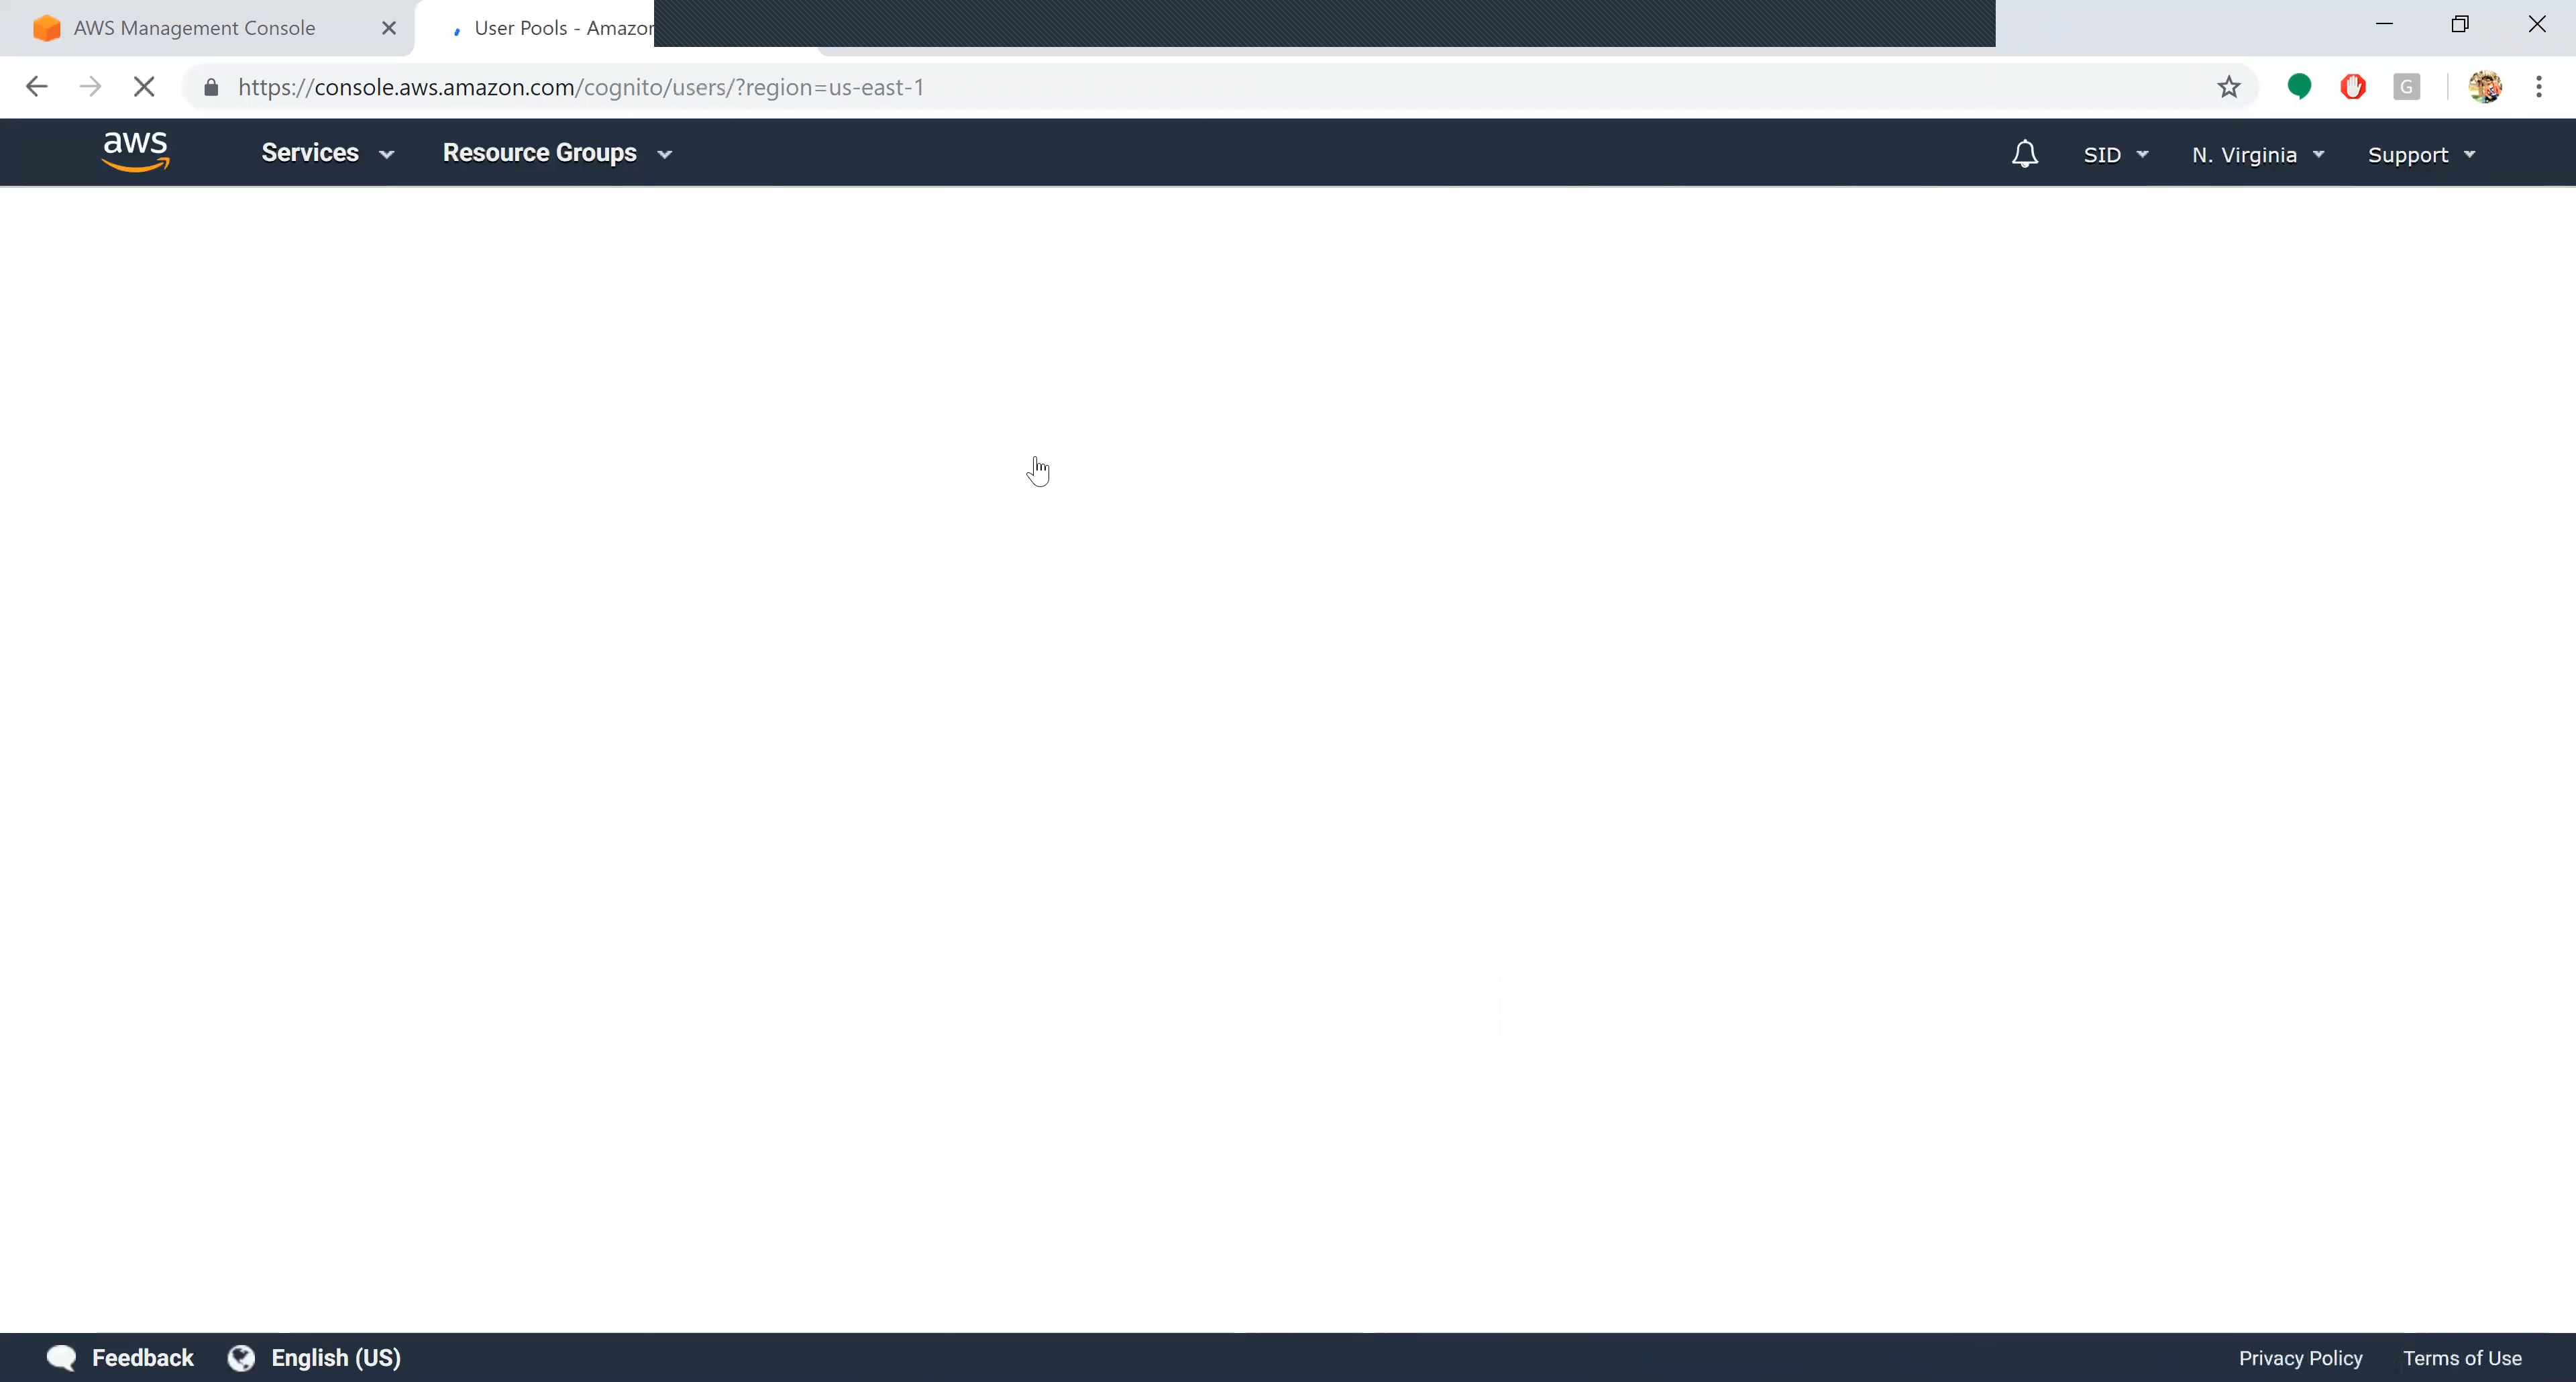 AWS Management Console
User Pools - Amazon
https://console.aws.amazon.com/cognito/users/?region=us-east-1
G
aws
Services
Resource Groups
SID
N. Virginia
Support
Feedback
English (US)
Privacy Policy
Terms of Use